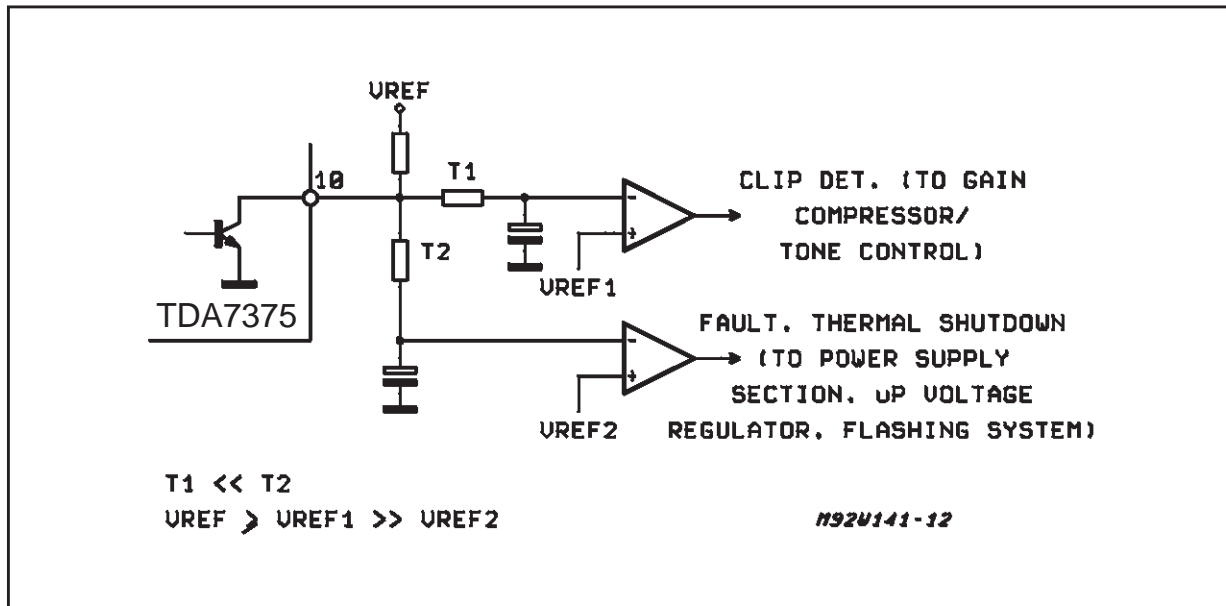 VREF
10
T1
CLIP DET. (TO GAIN
COMPRESSOR/
TONE CONTROL)
-
+
T2
VREF1
TDA7375
FAULT. THERMAL SHUTDOWN
(TO POWER SUPPLY
SECTION. uP VOLTAGE
REGULATOR. FLASHING SYSTEM)
-
+
VREF2
T1 << T2
VREF > VREF1 >> VREF2
M92W141-12